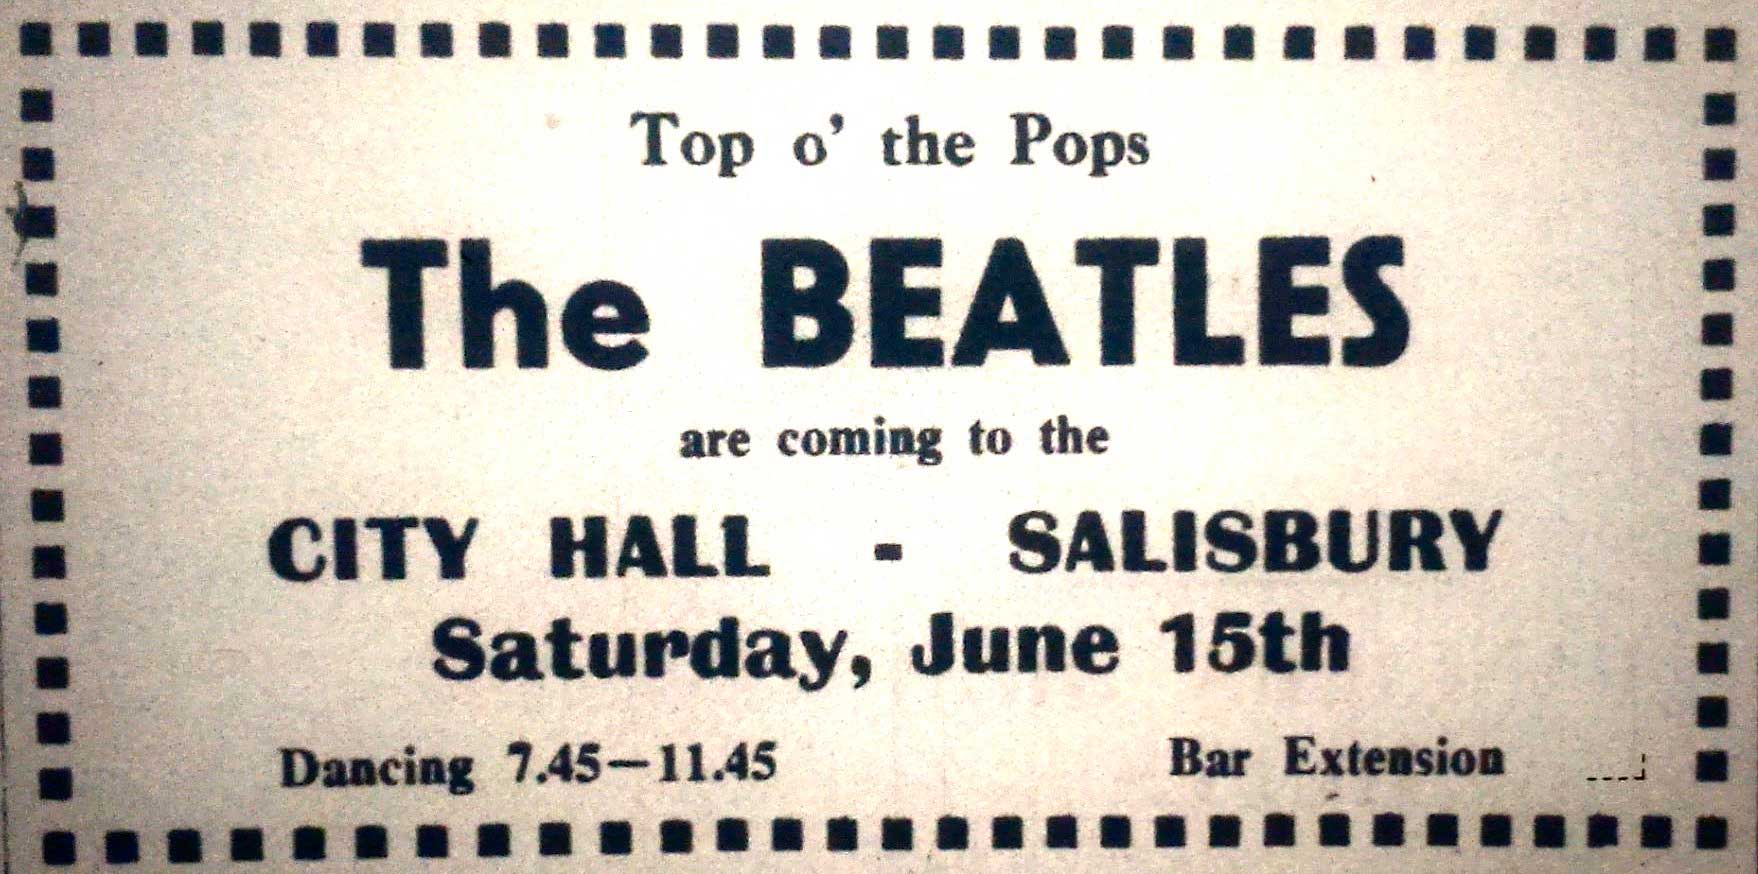 Top o' the Pops
The BEATLES
are coming to the
CITY HALL - SALISBURY
Saturday, June 15th
Dancing 7.45—11.45 Bar Extension